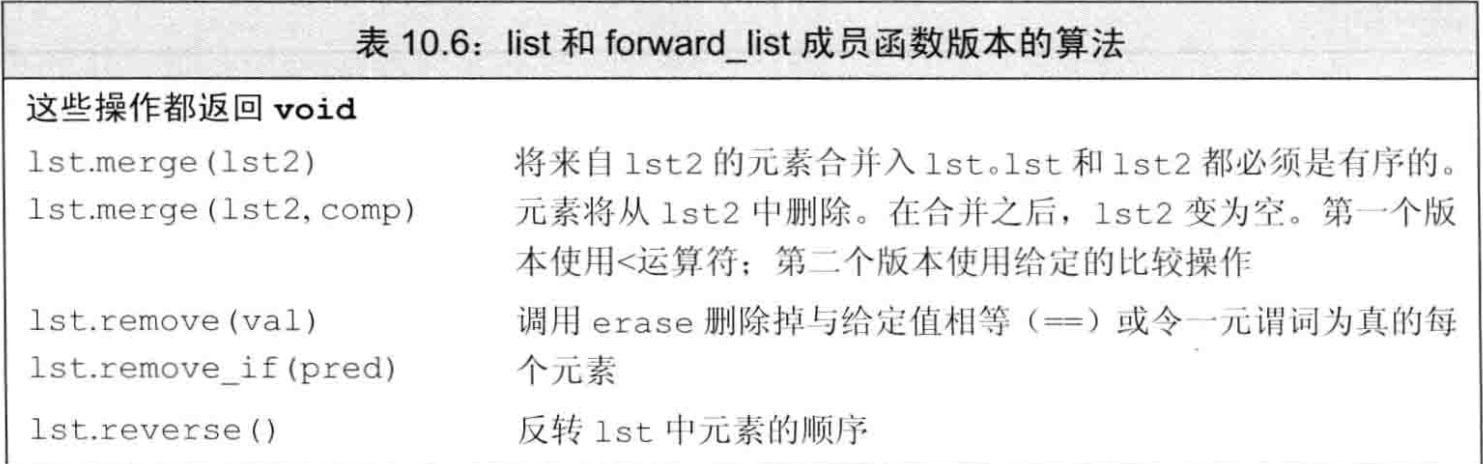 表 10.6：list 和 forward_list 成员函数版本的算法
这些操作都返回 void
lst.merge(lst2) 将来自 lst2 的元素合并入 lst。lst 和 lst2 都必须是有序的。
lst.merge(lst2,comp) 元素将从 lst2 中删除。在合并之后，lst2 变为空。第一个版
本使用<运算符；第二个版本使用给定的比较操作
lst.remove(val) 调用 erase 删除掉与给定值相等（==）或令一元谓词为真的每
lst.remove_if(pred) 个元素
lst.reverse() 反转 lst 中元素的顺序